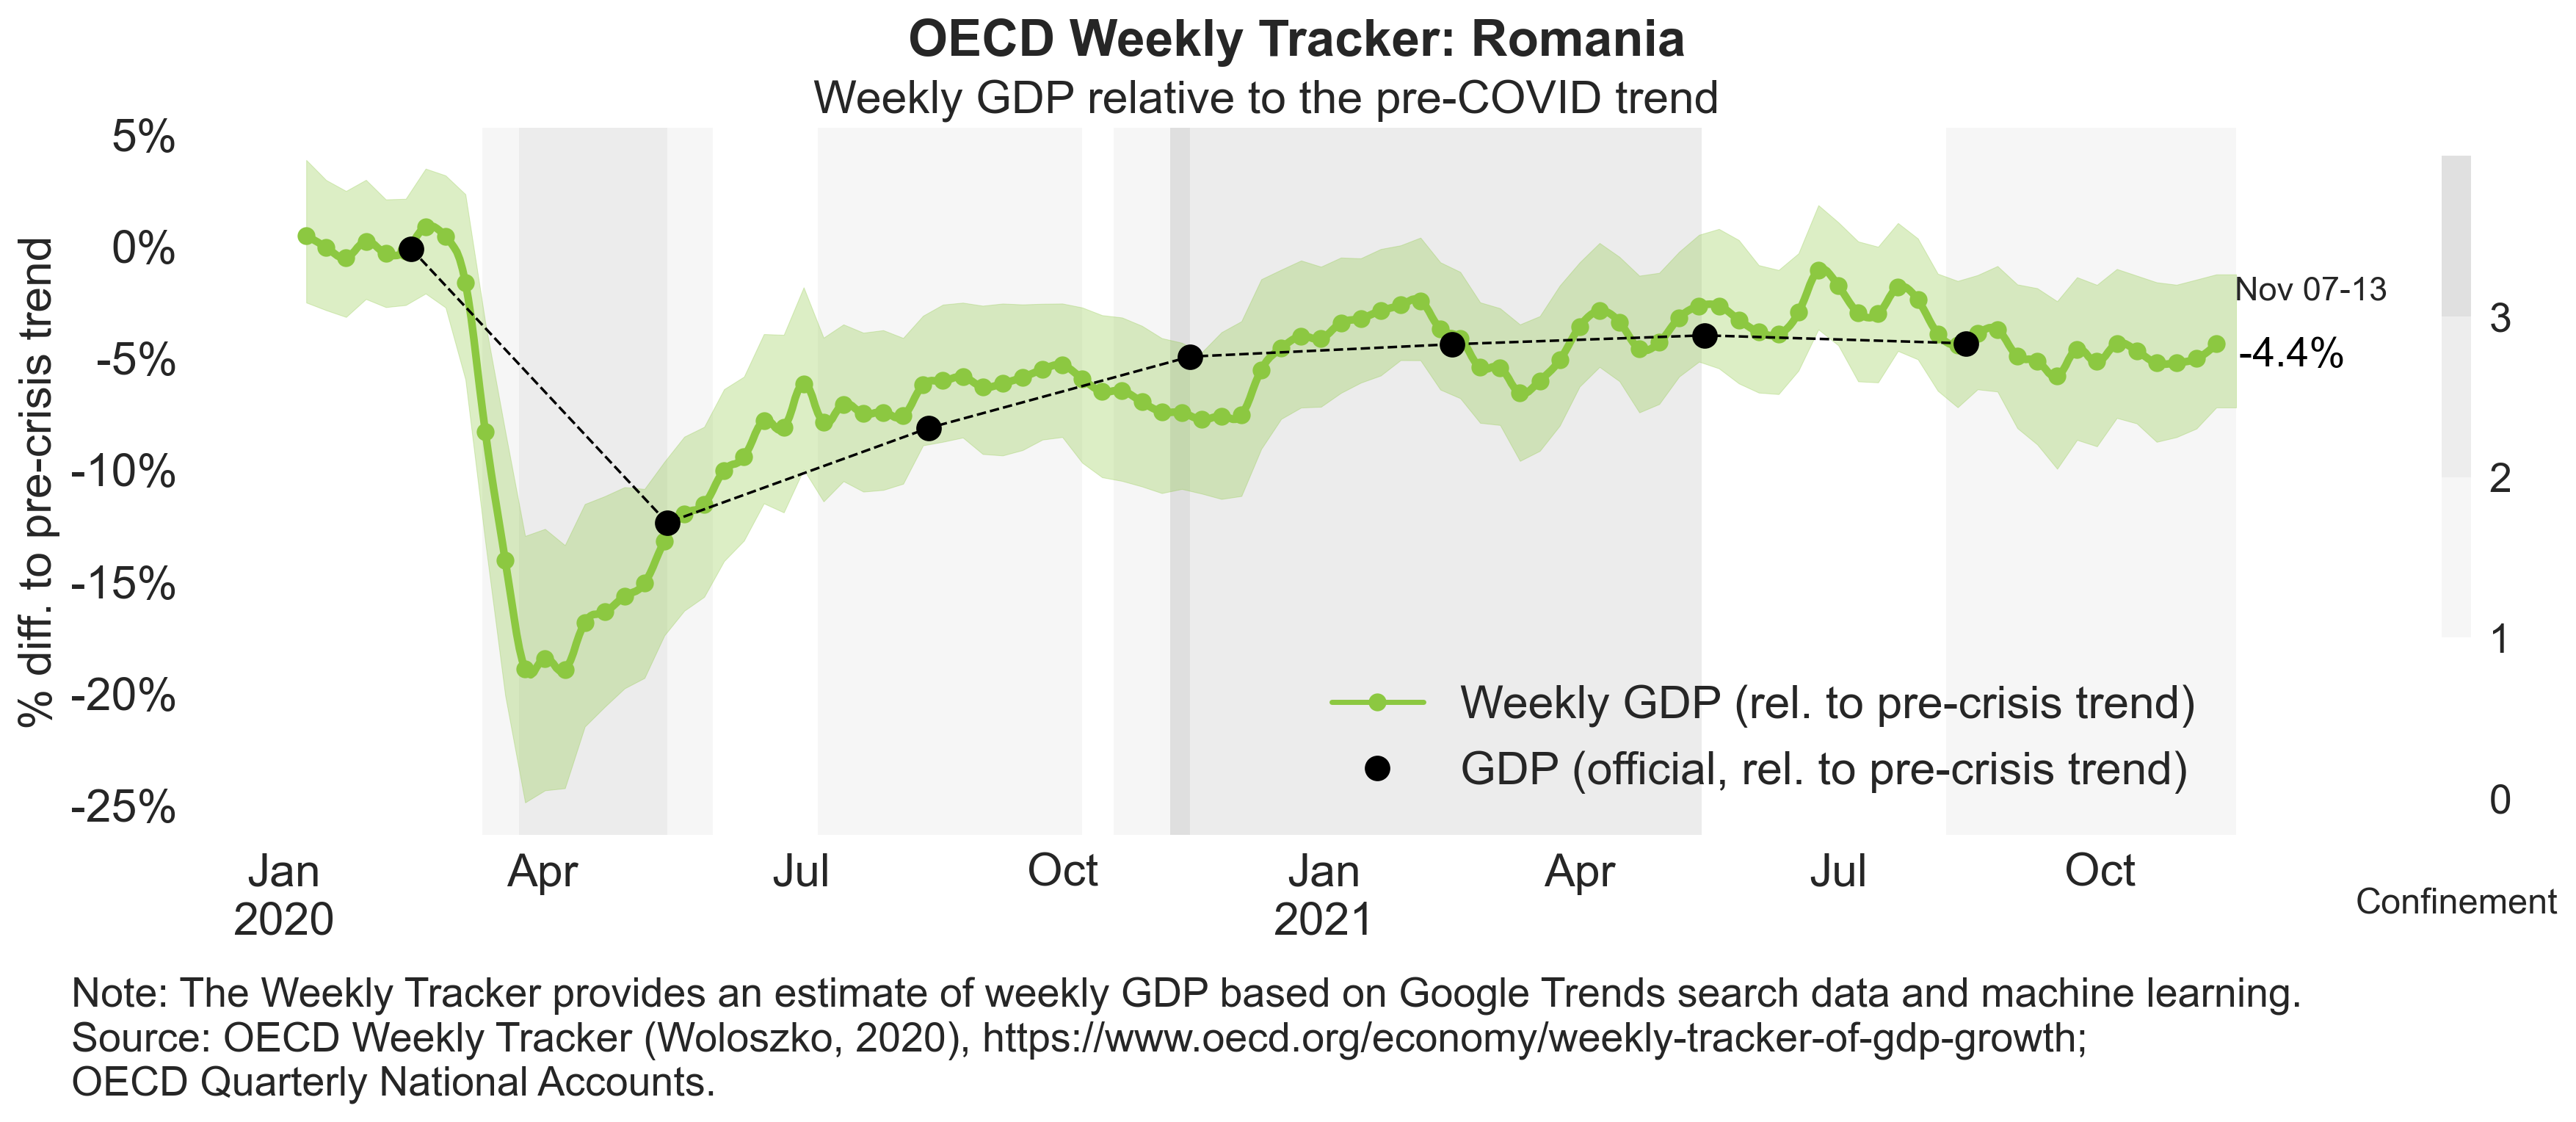 OECD Weekly Tracker: Romania
Weekly GDP relative to the pre-COVID trend
% diff. to pre-crisis trend
5%
0%
-5%
-10%
-15%
-20%
-25%
Nov 07-13
-4.4%
Weekly GDP (rel. to pre-crisis trend)
GDP (official, rel. to pre-crisis trend)
3
2
1
0
Confinement
Jan Apr Jul Oct Jan Apr Jul Oct
2020 2021
Note: The Weekly Tracker provides an estimate of weekly GDP based on Google Trends search data and machine learning.
Source: OECD Weekly Tracker (Woloszko, 2020), https://www.oecd.org/economy/weekly-tracker-of-gdp-growth;
OECD Quarterly National Accounts.